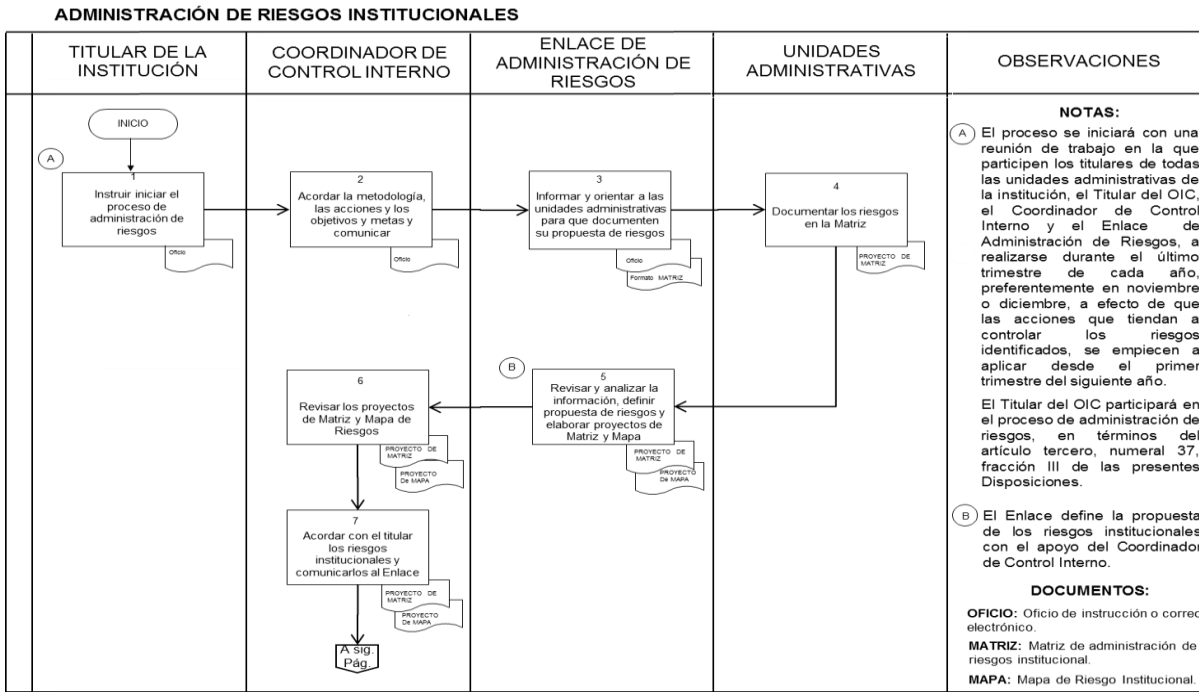 ADMINISTRACIÓN DE RIESGOS INSTITUCIONALES
TITULAR DE LA
INSTITUCIÓN
COORDINADOR DE
CONTROL INTERNO
ENLACE DE
ADMINISTRACIÓN DE
RIESGOS
UNIDADES
ADMINISTRATIVAS
OBSERVACIONES
INICIO
A
1
Instruir iniciar el
proceso de
administración de
riesgos
Oficio
2
Acordar la metodología,
las acciones y los
objetivos y metas y
comunicar
Oficio
3
Informar y orientar a las
unidades administrativas
para que documenten
su propuesta de riesgos
Oficio
Formato MATRIZ
4
Documentar los riesgos
en la Matriz
PROYECTO DE
MATRIZ
B
5
Revisar y analizar la
información, definir
propuesta de riesgos y
elaborar proyectos de
Matriz y Mapa
PROYECTO DE
MATRIZ
PROYECTO
De MAPA
6
Revisar los proyectos
de Matriz y Mapa de
Riesgos
PROYECTO DE
MATRIZ
PROYECTO
De MAPA
7
Acordar con el titular
los riesgos
institucionales y
comunicarlos al Enlace
PROYECTO DE
MATRIZ
PROYECTO
De MAPA
A sig.
Pág.
NOTAS:
A El proceso se iniciará con una
reunión de trabajo en la que
participen los titulares de todas
las unidades administrativas de
la institución, el Titular del OIC,
el Coordinador de Control
Interno y el Enlace de
Administración de Riesgos, a
realizarse durante el último
trimestre de cada año,
preferentemente en noviembre
o diciembre, a efecto de que
las acciones que tiendan a
controlar los riesgos
identificados, se empiecen a
aplicar desde el primer
trimestre del siguiente año.
El Titular del OIC participará en
el proceso de administración de
riesgos, en términos del
artículo tercero, numeral 37,
fracción III de las presentes
Disposiciones.
B El Enlace define la propuesta
de los riesgos institucionales
con el apoyo del Coordinador
de Control Interno.
DOCUMENTOS:
OFICIO: Oficio de instrucción o correo
electrónico.
MATRIZ: Matriz de administración de
riesgos institucional.
MAPA: Mapa de Riesgo Institucional.